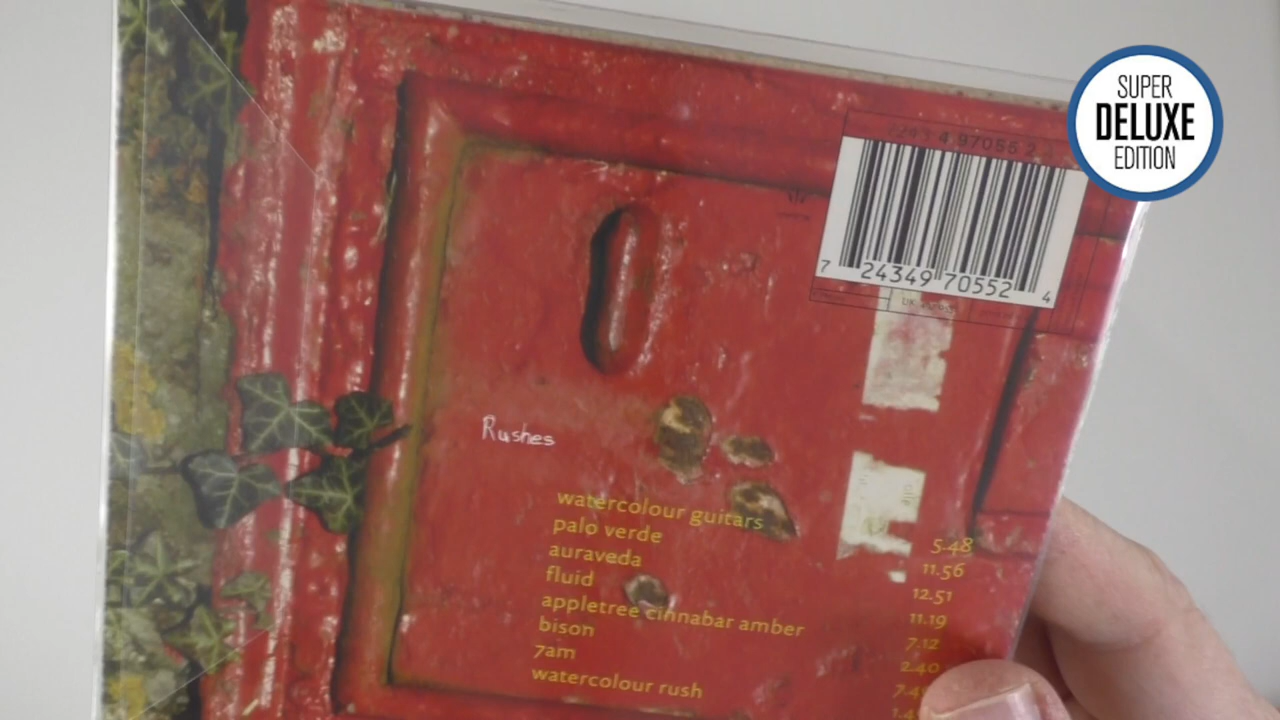 SUPER
DELUXE
EDITION
7 24349 70552 4
Rushes
watercolour guitars 5.48
palo verde 11.56
auraveda 12.51
fluid 11.19
appletree cinnabar amber 7.12
bison 2.40
7am
watercolour rush